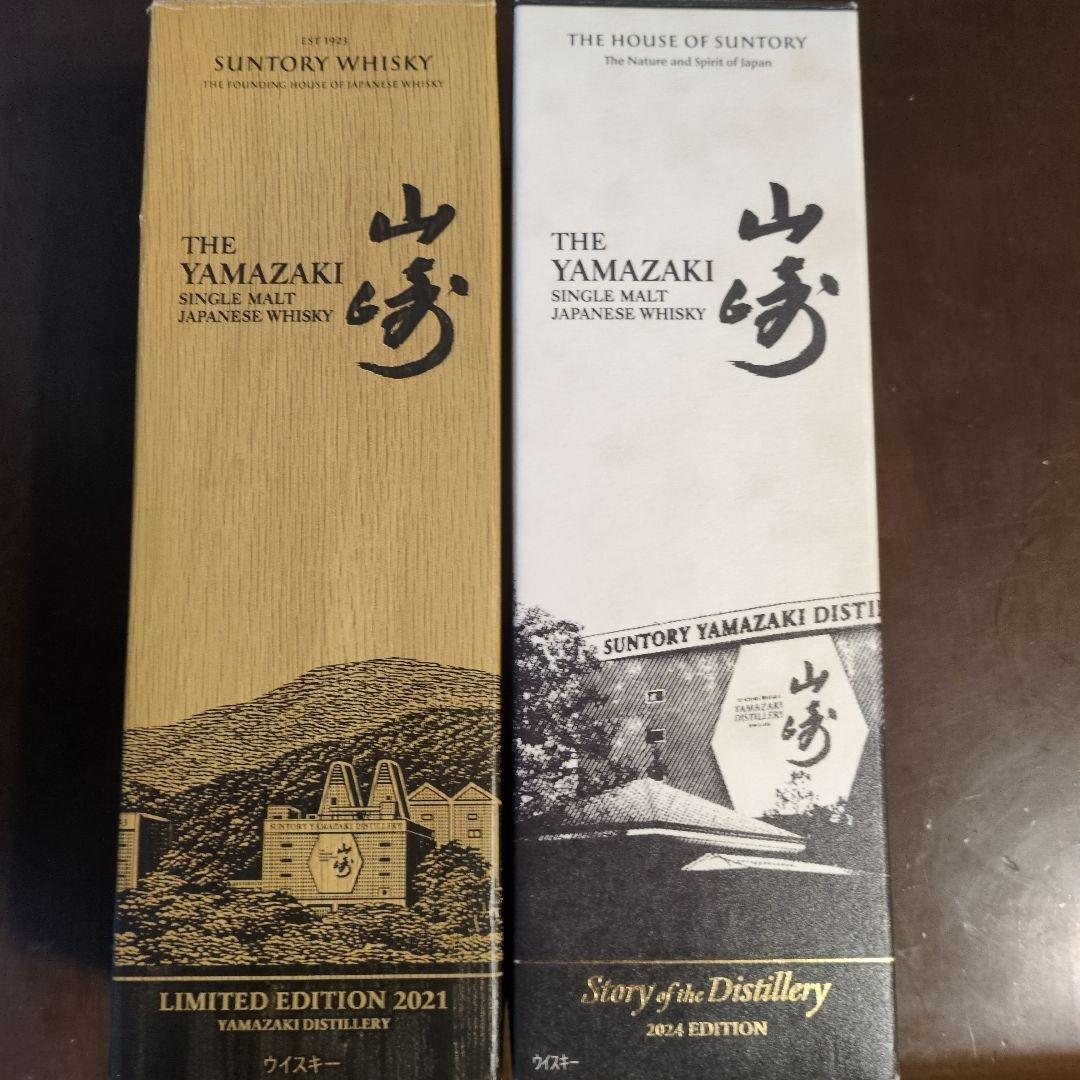 EST 1923
SUNTORY WHISKY
THE FOUNDING HOUSE OF JAPANESE WHISKY
THE
YAMAZAKI
SINGLE MALT
JAPANESE WHISKY
山崎
SUNTORY YAMAZAKI DISTILLERY
山崎
LIMITED EDITION 2021
YAMAZAKI DISTILLERY
ウイスキー
THE HOUSE OF SUNTORY
The Nature and Spirit of Japan
THE
YAMAZAKI
SINGLE MALT
JAPANESE WHISKY
山崎
SUNTORY YAMAZAKI DISTIL
YAMAZAKI
DISTILLERY
山崎
Story of the Distillery
2024 EDITION
ウイスキー